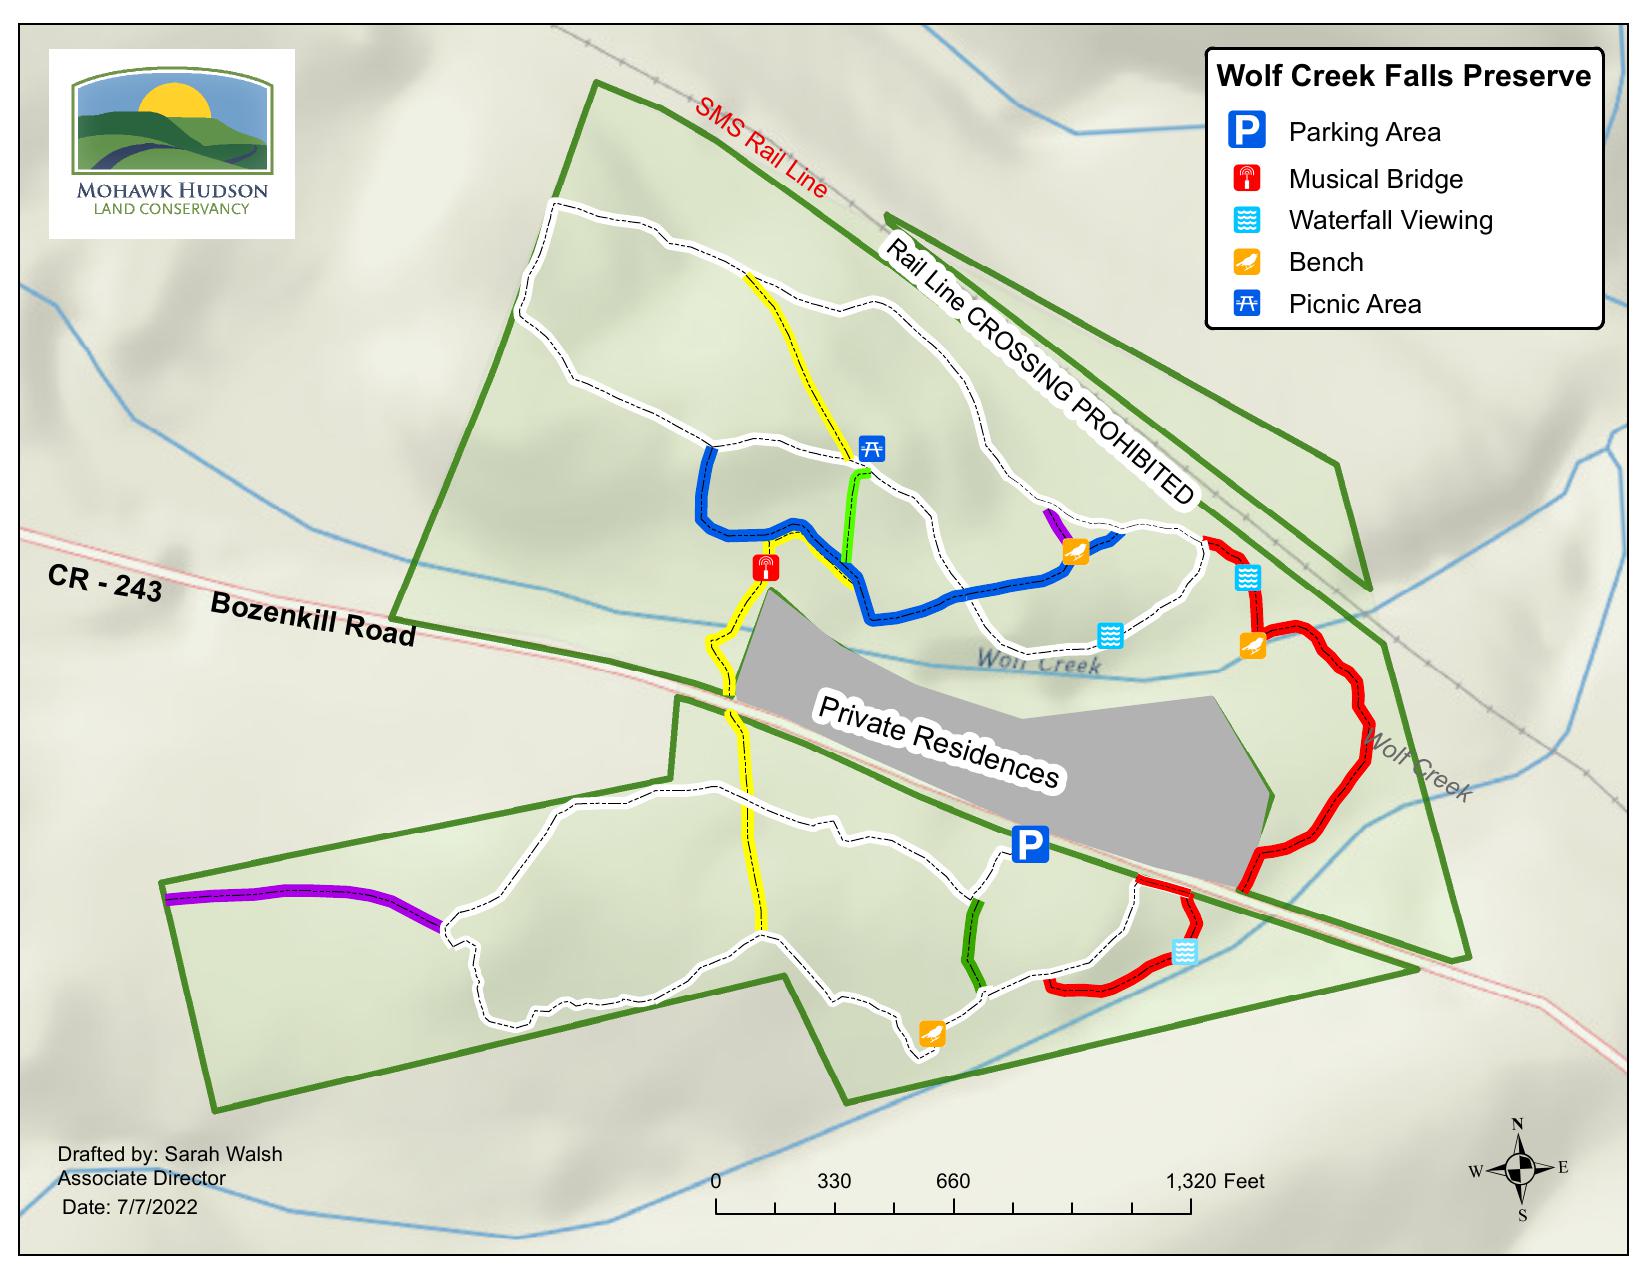 MOHAWK HUDSON
LAND CONSERVANCY
Wolf Creek Falls Preserve
P
Parking Area
Musical Bridge
Waterfall Viewing
Bench
Picnic Area
SMS Rail Line
Rail Line CROSSING PROHIBITED
CR - 243
Bozenkill Road
Wolf Creek
Private Residences
Wolf Creek
P
Drafted by: Sarah Walsh
Associate Director
Date: 7/7/2022
0 330 660 1,320 Feet
N
W E
S